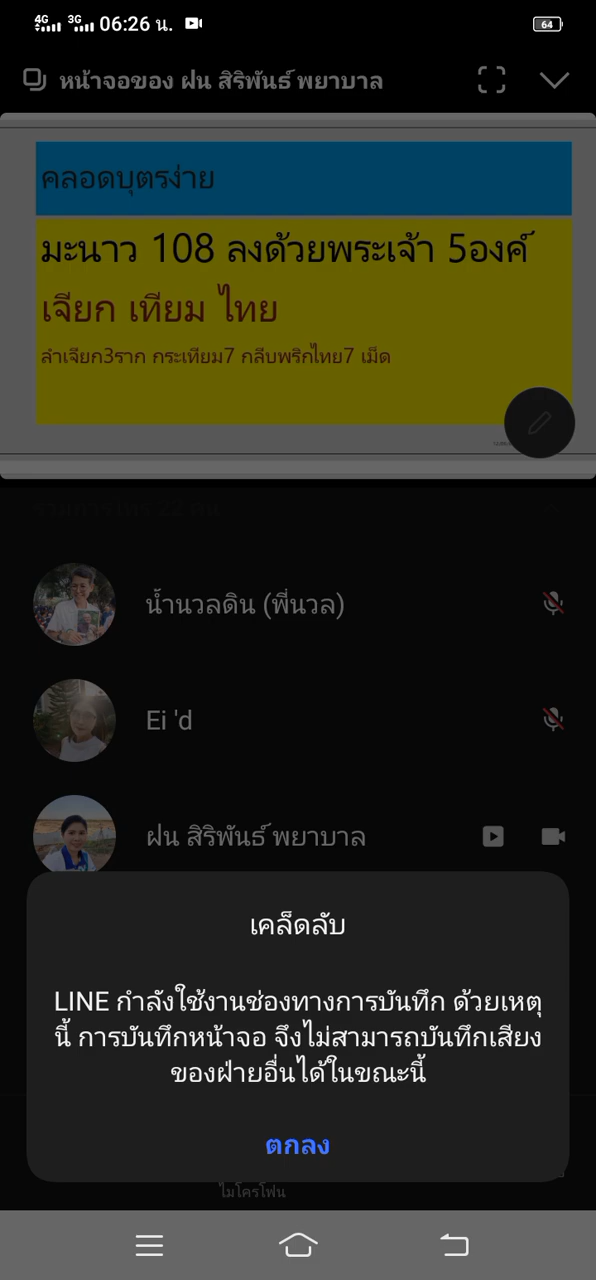 4G 3G 06:26 น. 64
หน้าจอของ ฝน สิริพันธ์ พยาบาล
คลอดบุตรง่าย
มะนาว 108 ลงด้วยพระเจ้า 5องค์
เจียก เทียม ไทย
ลำเจียก3ราก กระเทียม7 กลีบพริกไทย7 เม็ด
น้ำนวลดิน (พี่นวล)
Ei 'd
ฝน สิริพันธ์ พยาบาล
เคล็ดลับ
LINE กำลังใช้งานช่องทางการบันทึก ด้วยเหตุ
นี้ การบันทึกหน้าจอ จึงไม่สามารถบันทึกเสียง
ของฝ่ายอื่นได้ในขณะนี้
ตกลง
ไมโครโฟน